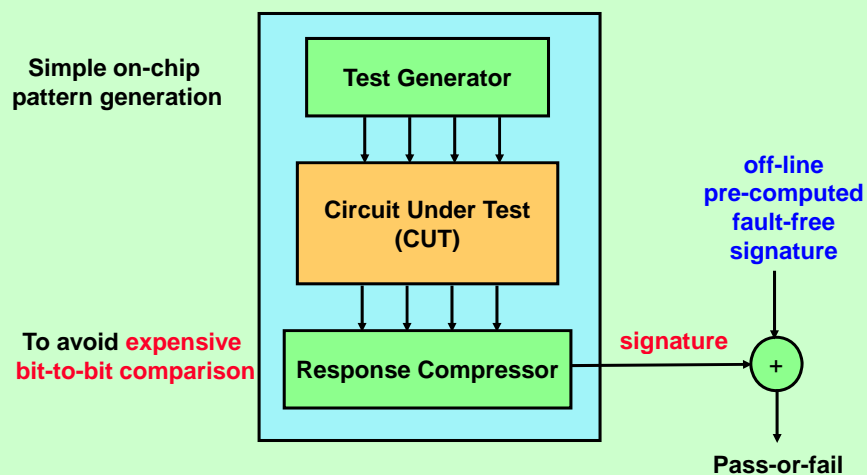 Simple on-chip
pattern generation
Test Generator
Circuit Under Test
(CUT)
off-line
pre-computed
fault-free
signature
To avoid expensive
bit-to-bit comparison
Response Compressor
signature
+
Pass-or-fail